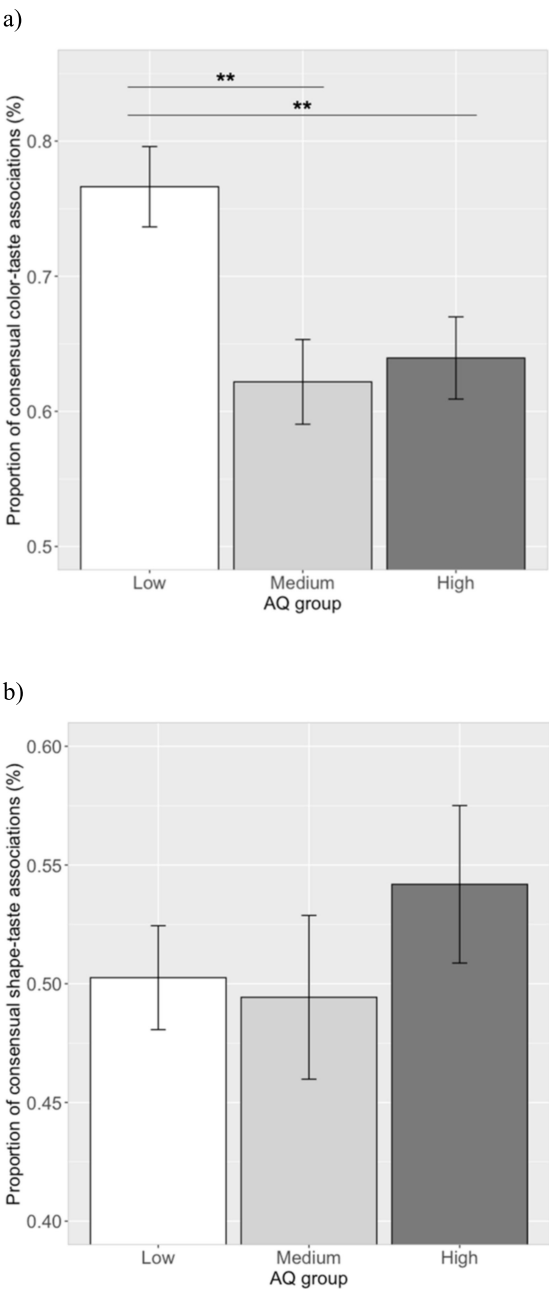 a)
Proportion of consensual color-taste associations (%)
**
**
0.8
0.7
0.6
0.5
Low Medium High
AQ group
b)
Proportion of consensual shape-taste associations (%)
0.60
0.55
0.50
0.45
0.40
Low Medium High
AQ group